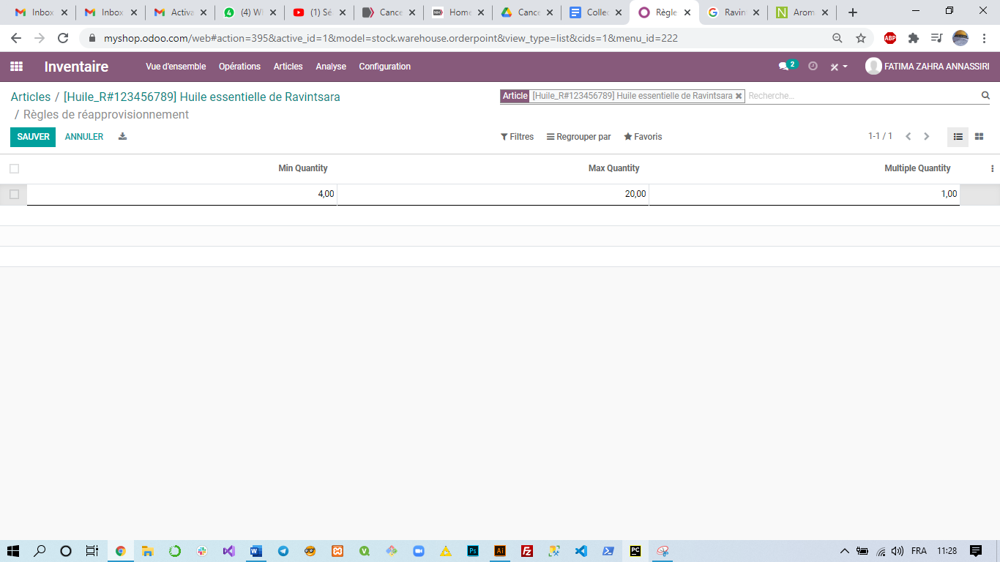 Inbox
Inbox
Activa
(4) W
(1) Sé
Cance
Home
Cance
Collec
Règle
Ravin
Arom
myshop.odoo.com/web#action=395&active_id=1&model=stock.warehouse.orderpoint&view_type=list&cids=1&menu_id=222
ABP
Inventaire
Vue d'ensemble
Opérations
Articles
Analyse
Configuration
2
FATIMA ZAHRA ANNASSIRI
Articles / [Huile_R#123456789] Huile essentielle de Ravintsara
/ Règles de réapprovisionnement
Article [Huile_R#123456789] Huile essentielle de Ravintsara
Recherche...
SAUVER
ANNULER
Filtres
Regrouper par
Favoris
1-1 / 1
Min Quantity
Max Quantity
Multiple Quantity
4,00
20,00
1,00
FRA
11:28